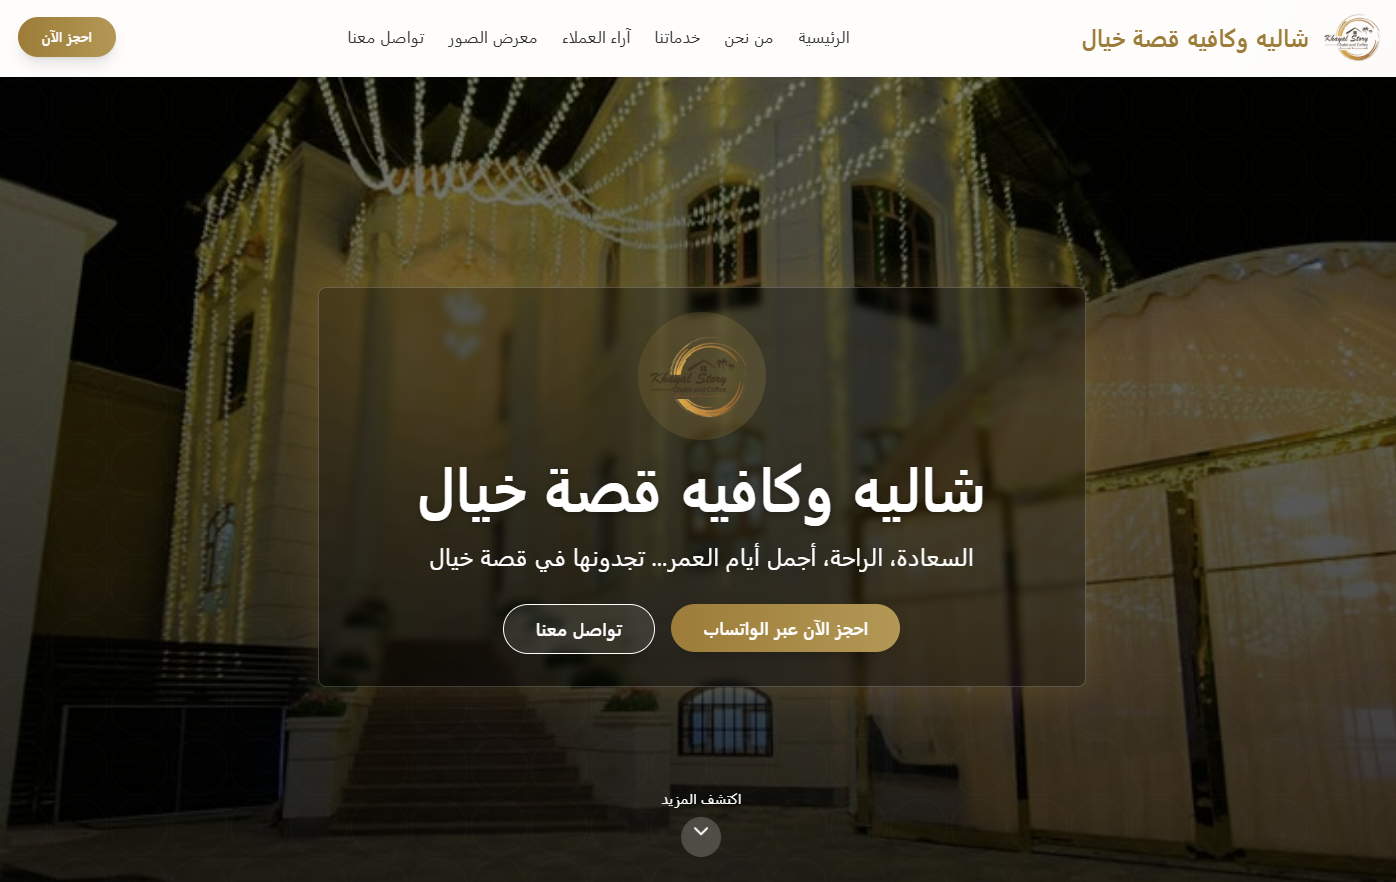 Khayal Story
Chalet and Coffee
شاليه وكافيه قصة خيال
الرئيسية
من نحن
خدماتنا
آراء العملاء
معرض الصور
تواصل معنا
احجز الآن
Khayal Story
Chalet and Coffee
شاليه وكافيه قصة خيال
السعادة، الراحة، أجمل أيام العمر... تجدونها في قصة خيال
احجز الآن عبر الواتساب
تواصل معنا
اكتشف المزيد